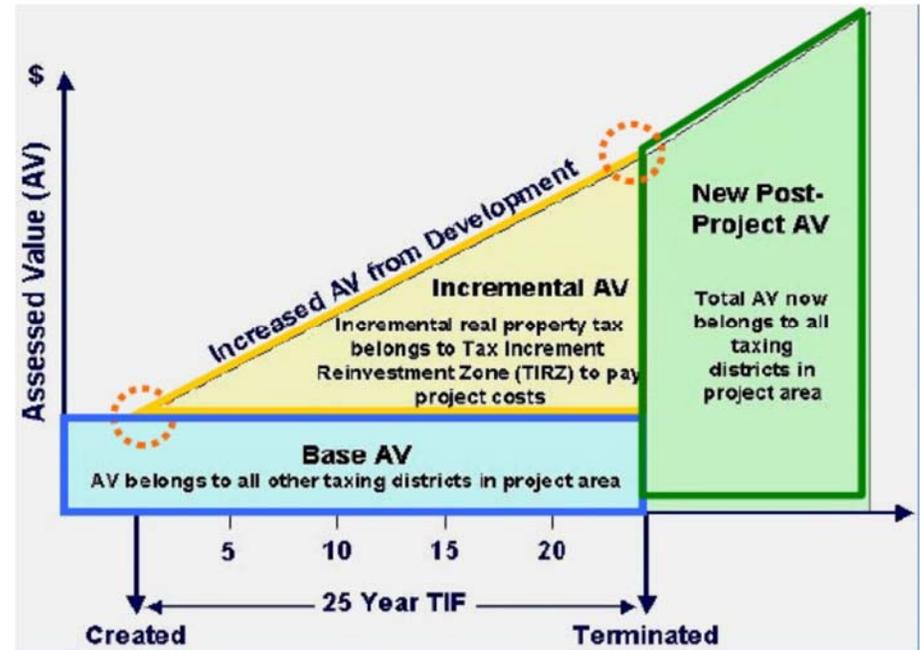 $
Assessed Value (AV)
Increased AV from Development
Incremental AV
Incremental real property tax
belongs to Tax Increment
Reinvestment Zone (TIRZ) to pay
project costs
New Post-
Project AV
Total AV now
belongs to all
taxing
districts in
project area
Base AV
AV belongs to all other taxing districts in project area
5 10 15 20
25 Year TIF
Created Terminated